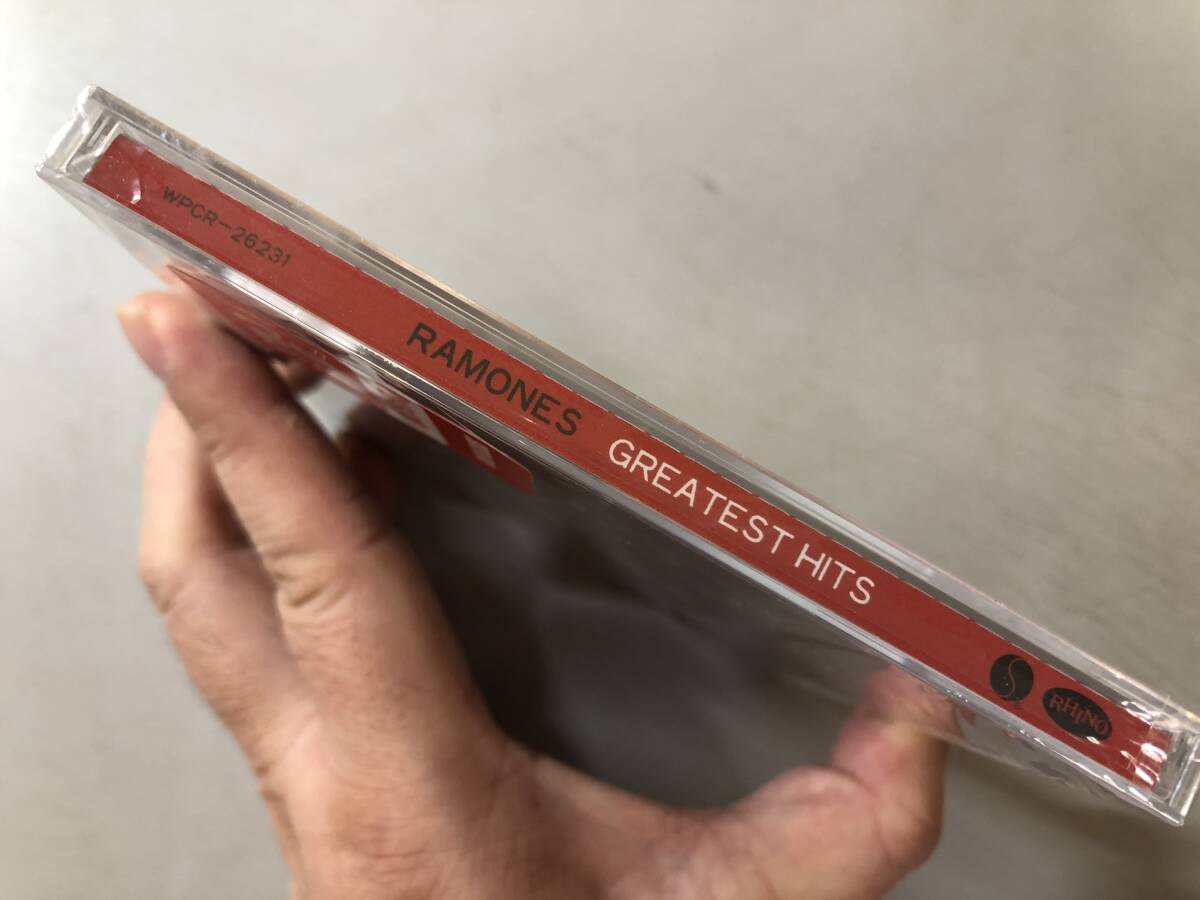 WPCR-26231
RAMONES GREATEST HITS
RHINO